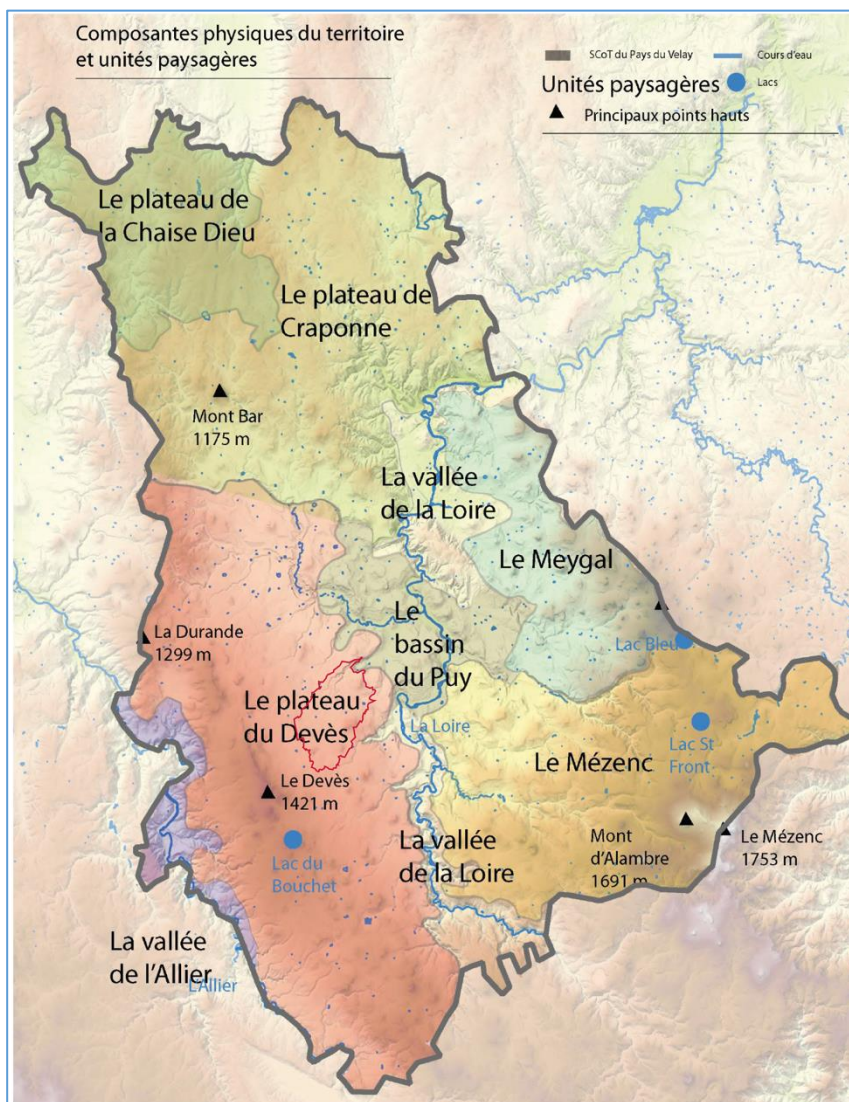 Composantes physiques du territoire
et unités paysagères
SCoT du Pays du Velay
Cours d'eau
Unités paysagères
Lacs
Principaux points hauts
Le plateau de
la Chaise Dieu
Le plateau de
Craponne
Mont Bar
1175 m
La vallée
de la Loire
Le Meygal
Le
bassin
du Puy
La Durande
1299 m
Lac Bleu
Le plateau
du Devès
La Loire
Lac St
Front
Le Mézenc
Le Devès
1421 m
Lac du
Bouchet
La vallée
de la Loire
Mont
d'Alambre
1691 m
Le Mézenc
1753 m
La vallée
de l'Allier
L'Allier